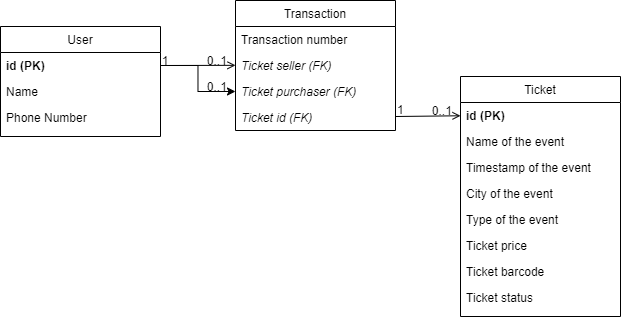 User
id (PK)
Name
Phone Number
1
0..1
0..1
Transaction
Transaction number
Ticket seller (FK)
Ticket purchaser (FK)
Ticket id (FK)
1
0..1
Ticket
id (PK)
Name of the event
Timestamp of the event
City of the event
Type of the event
Ticket price
Ticket barcode
Ticket status